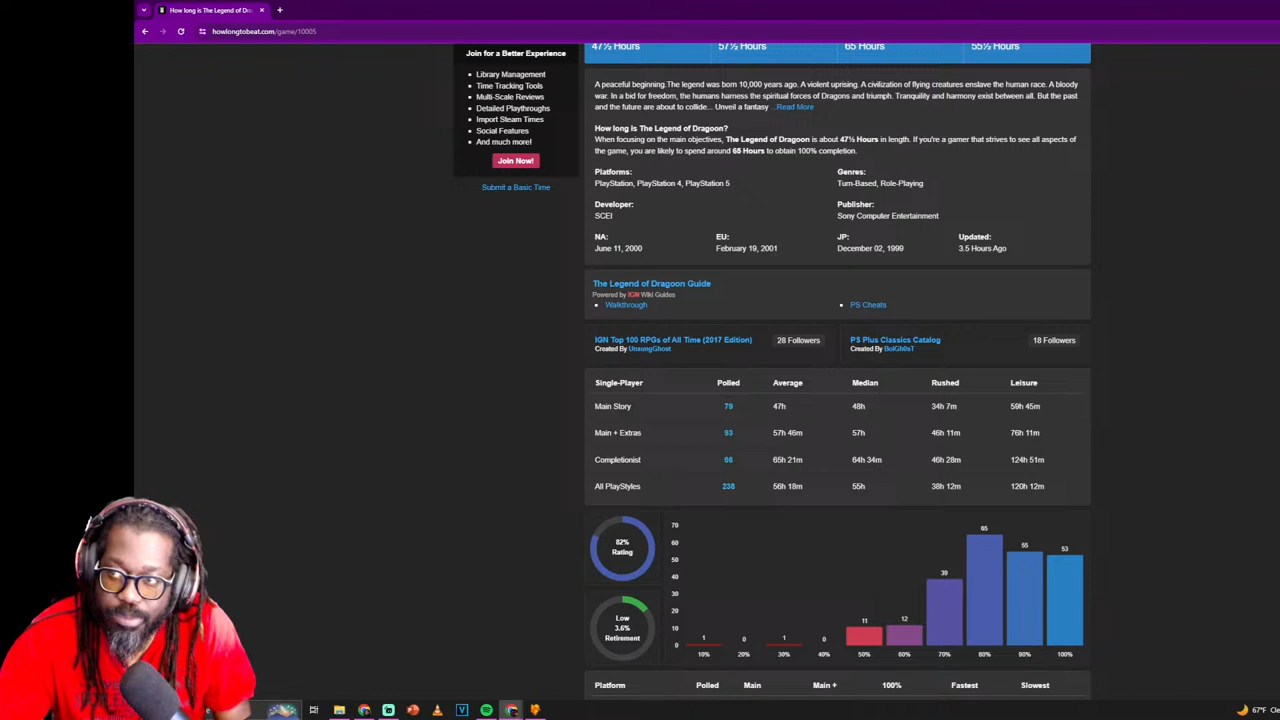 How long is The Legend of Dra
howlongtobeat.com/game/10005
Join for a Better Experience
Library Management
Time Tracking Tools
Multi-Scale Reviews
Detailed Playthroughs
Import Steam Times
Social Features
And much more!
Join Now!
Submit a Basic Time
47½ Hours 57½ Hours 65 Hours 55½ Hours
A peaceful beginning.The legend was born 10,000 years ago. A violent uprising. A civilization of flying creatures enslave the human race. A bloody
war. In a bid for freedom, the humans harness the spiritual forces of Dragons and triumph. Tranquility and harmony exist between all. But the past
and the future are about to collide... Unveil a fantasy ...Read More
How long is The Legend of Dragoon?
When focusing on the main objectives, The Legend of Dragoon is about 47½ Hours in length. If you're a gamer that strives to see all aspects of
the game, you are likely to spend around 65 Hours to obtain 100% completion.
Platforms: Genres:
PlayStation, PlayStation 4, PlayStation 5 Turn-Based, Role-Playing
Developer: Publisher:
SCEI Sony Computer Entertainment
NA: EU: JP: Updated:
June 11, 2000 February 19, 2001 December 02, 1999 3.5 Hours Ago
The Legend of Dragoon Guide
Powered by IGN Wiki Guides
Walkthrough PS Cheats
IGN Top 100 RPGs of All Time (2017 Edition) 28 Followers PS Plus Classics Catalog 18 Followers
Created By UnsungGhost Created By BolGh0sT
Single-Player Polled Average Median Rushed Leisure
Main Story 79 47h 48h 34h 7m 59h 45m
Main + Extras 93 57h 46m 57h 46h 11m 76h 11m
Completionist 66 65h 21m 64h 34m 46h 28m 124h 51m
All PlayStyles 238 56h 18m 55h 38h 12m 120h 12m
82%
Rating
Low
3.6%
Retirement
70
60
50
40
30
20
10
0
1 0 1 0 11 12 39 65 55 53
10% 20% 30% 40% 50% 60% 70% 80% 90% 100%
Platform Polled Main Main + 100% Fastest Slowest
67°F Cle